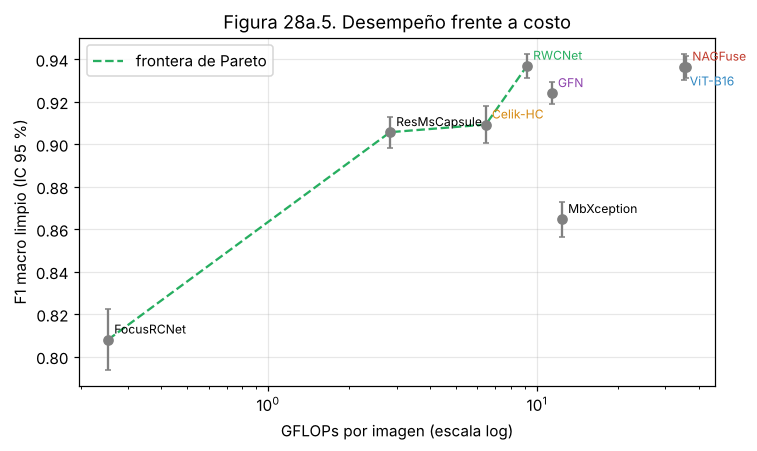 Figura 28a.5. Desempeño frente a costo
frontera de Pareto
F1 macro limpio (IC 95 %)
0.94
0.92
0.90
0.88
0.86
0.84
0.82
0.80
RWCNet
NAGFuse
ViT-B16
GFN
Celik-HC
ResMsCapsule
MbXception
FocusRCNet
10⁰
10¹
GFLOPs por imagen (escala log)